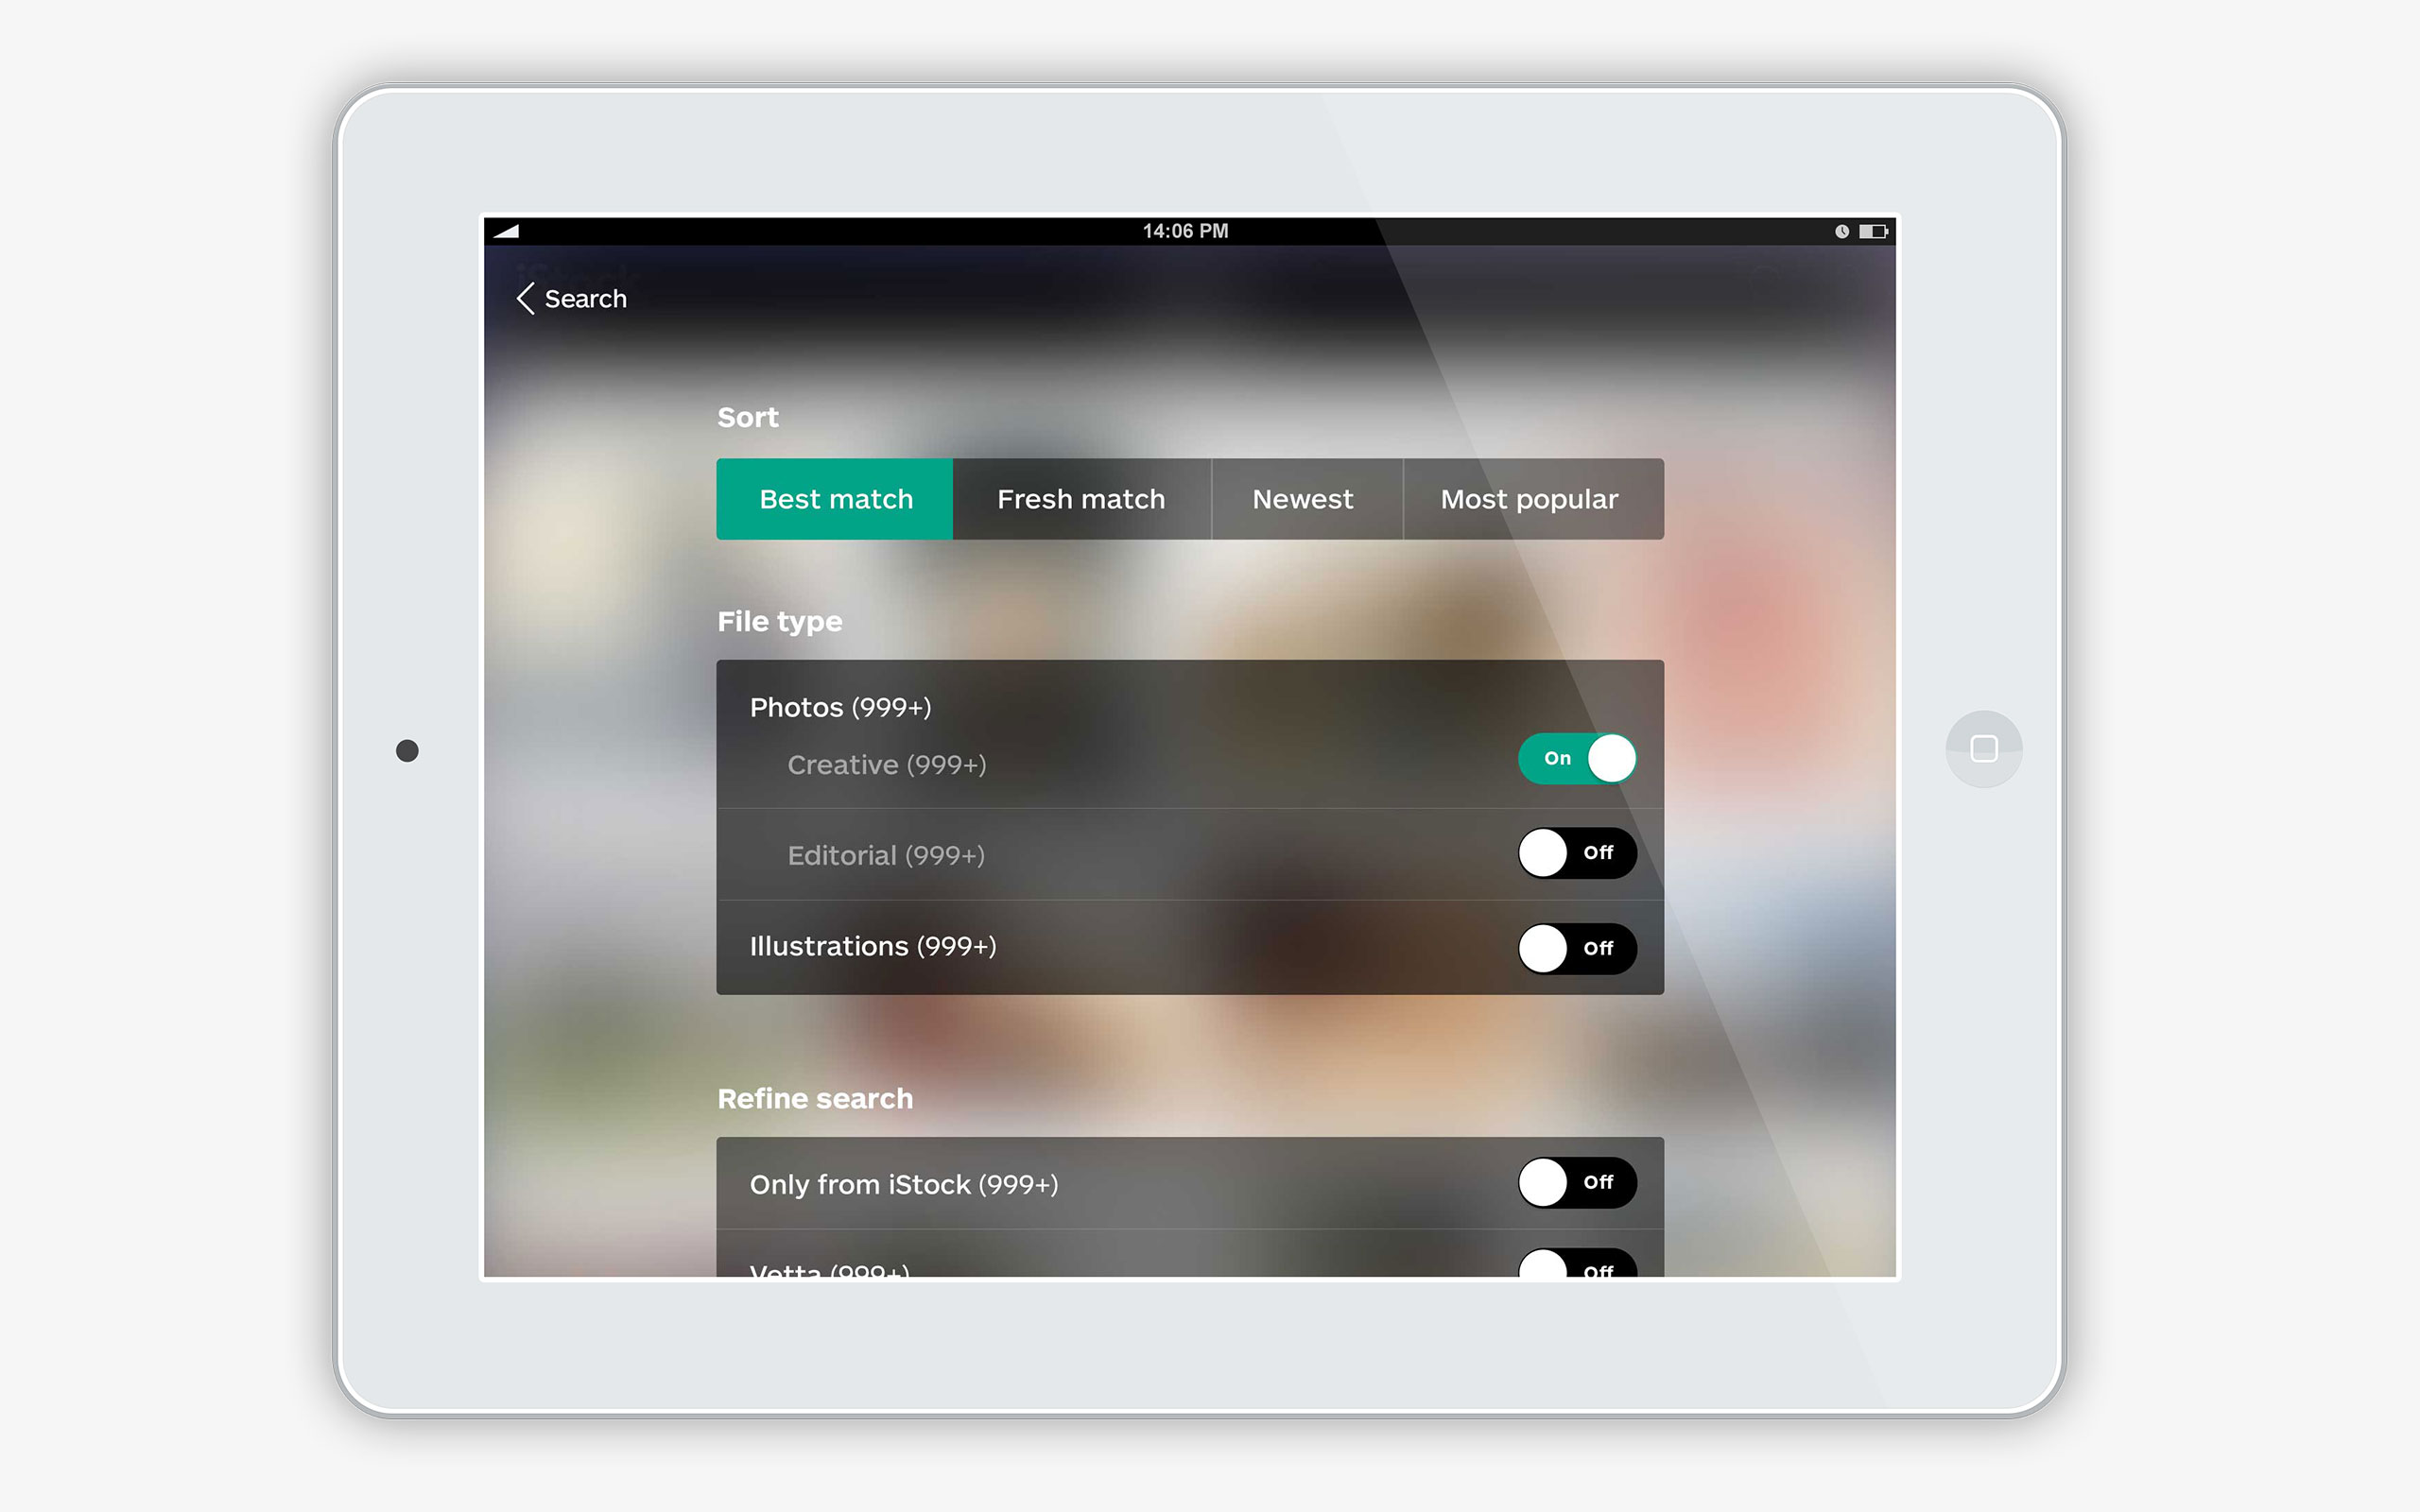 14:06 PM
Search
Sort
Best match Fresh match Newest Most popular
File type
Photos (999+)
Creative (999+) On
Editorial (999+) Off
Illustrations (999+) Off
Refine search
Only from iStock (999+) Off
Vetta (999+) Off